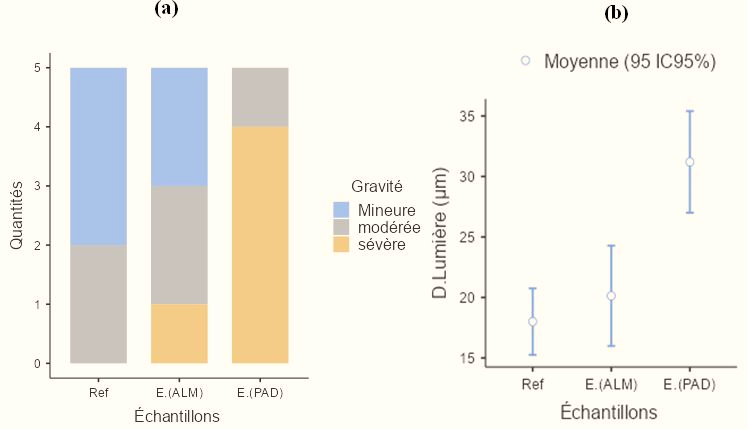 (a)
5
4
3
2
1
0
Quantités
Ref
E.(ALM)
E.(PAD)
Échantillons
Gravité
Mineure
modérée
sévère
(b)
Moyenne (95 IC95%)
35
30
25
20
15
D.Lumière (µm)
Ref
E.(ALM)
E.(PAD)
Échantillons